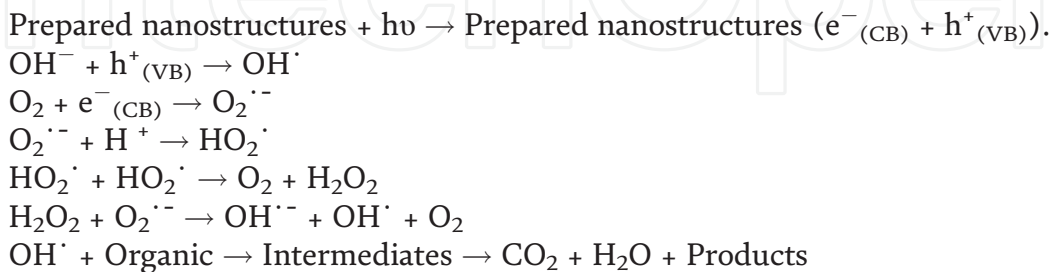 Prepared nanostructures + hυ → Prepared nanostructures (e⁻₍CB₎ + h⁺₍VB₎).
OH⁻ + h⁺₍VB₎ → OH˙
O₂ + e⁻₍CB₎ → O₂˙⁻
O₂˙⁻ + H ⁺ → HO₂˙
HO₂˙ + HO₂˙ → O₂ + H₂O₂
H₂O₂ + O₂˙⁻ → OH˙⁻ + OH˙ + O₂
OH˙ + Organic → Intermediates → CO₂ + H₂O + Products